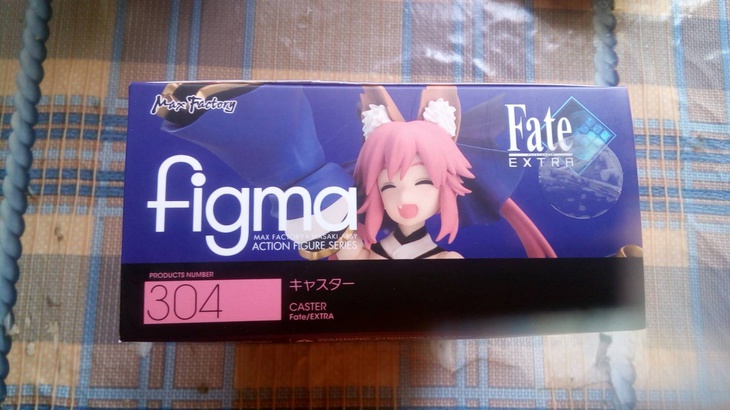 Max Factory
Fate
EXTRA
figma
ACTION FIGURE SERIES
PRODUCTS NUMBER
304
キャスター
CASTER
Fate/EXTRA